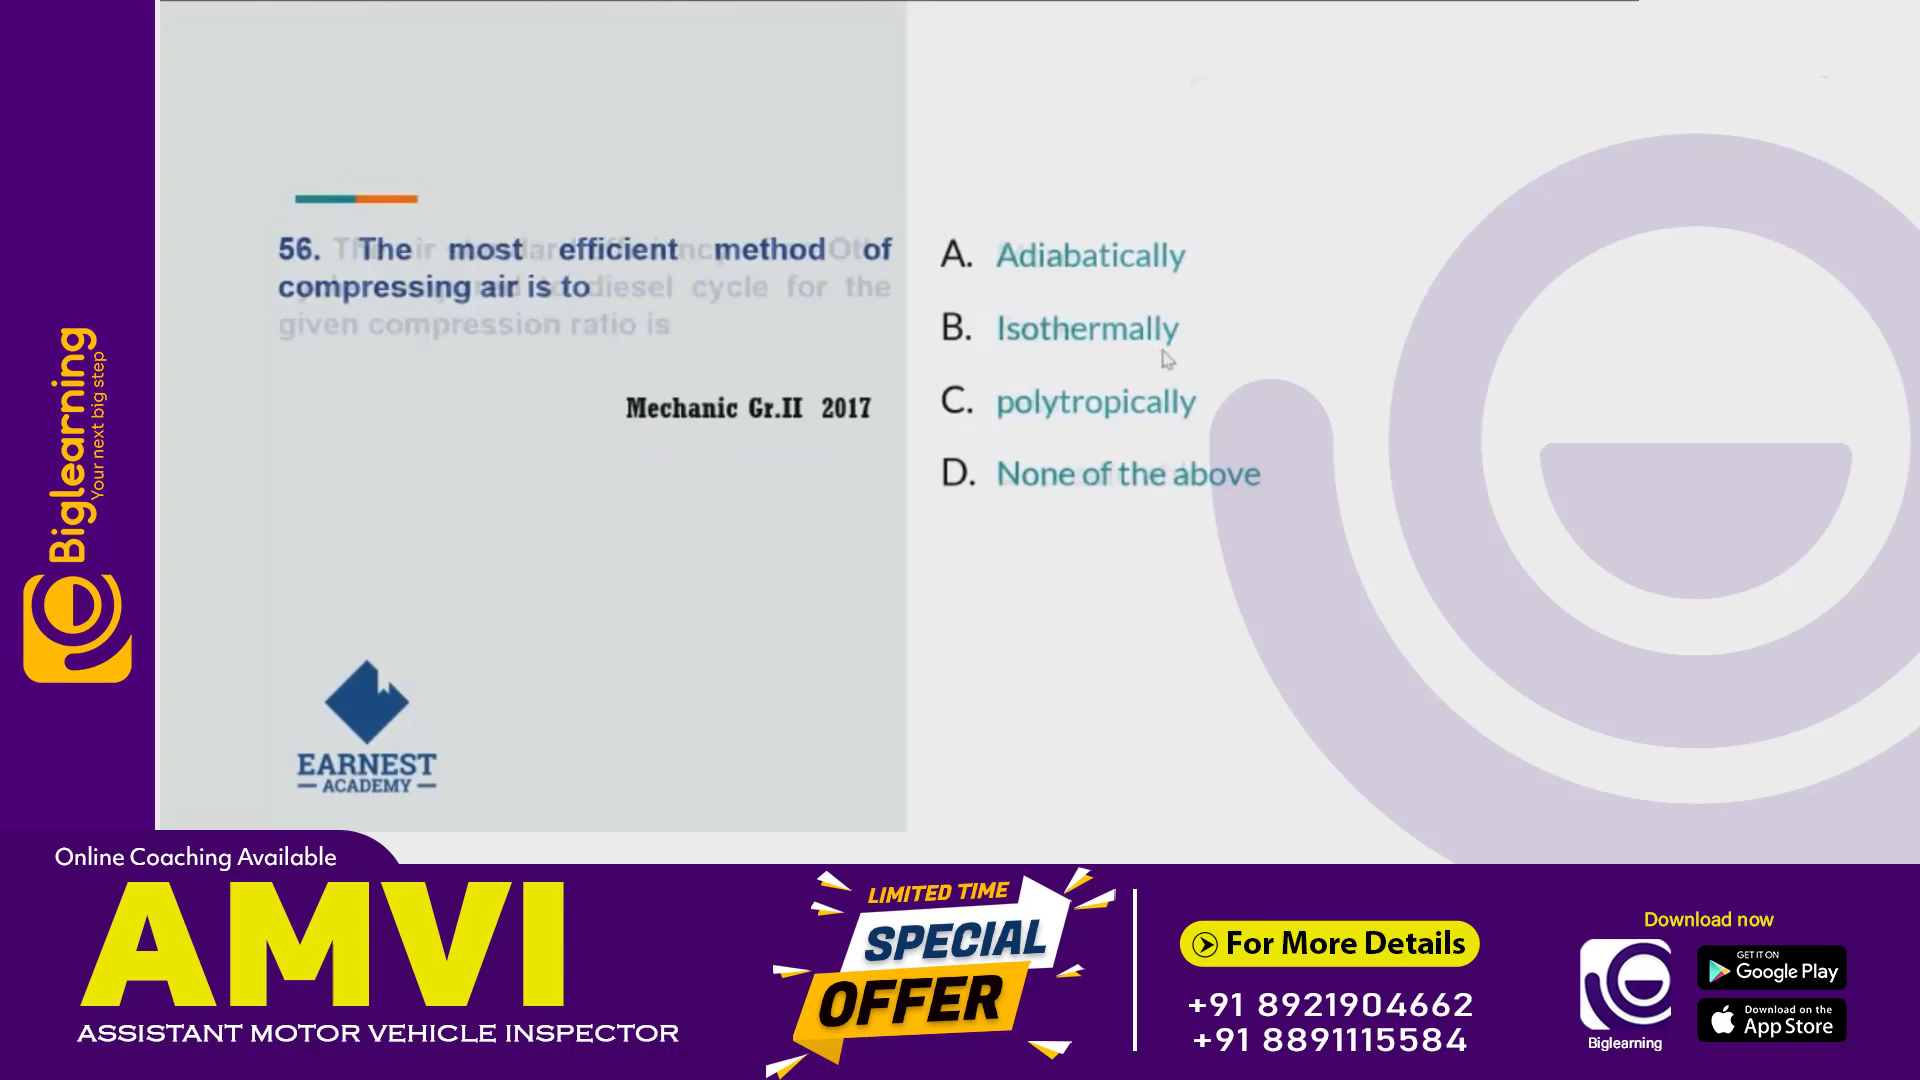 Biglearning
Your next big step
56. The most efficient method of
compressing air is to
diesel cycle for the
given compression ratio is
Mechanic Gr.II 2017
A. Adiabatically
B. Isothermally
C. polytropically
D. None of the above
EARNEST
ACADEMY
Online Coaching Available
AMVI
ASSISTANT MOTOR VEHICLE INSPECTOR
LIMITED TIME
SPECIAL
OFFER
For More Details
+91 8921904662
+91 8891115584
Download now
Biglearning
GET IT ON
Google Play
Download on the
App Store